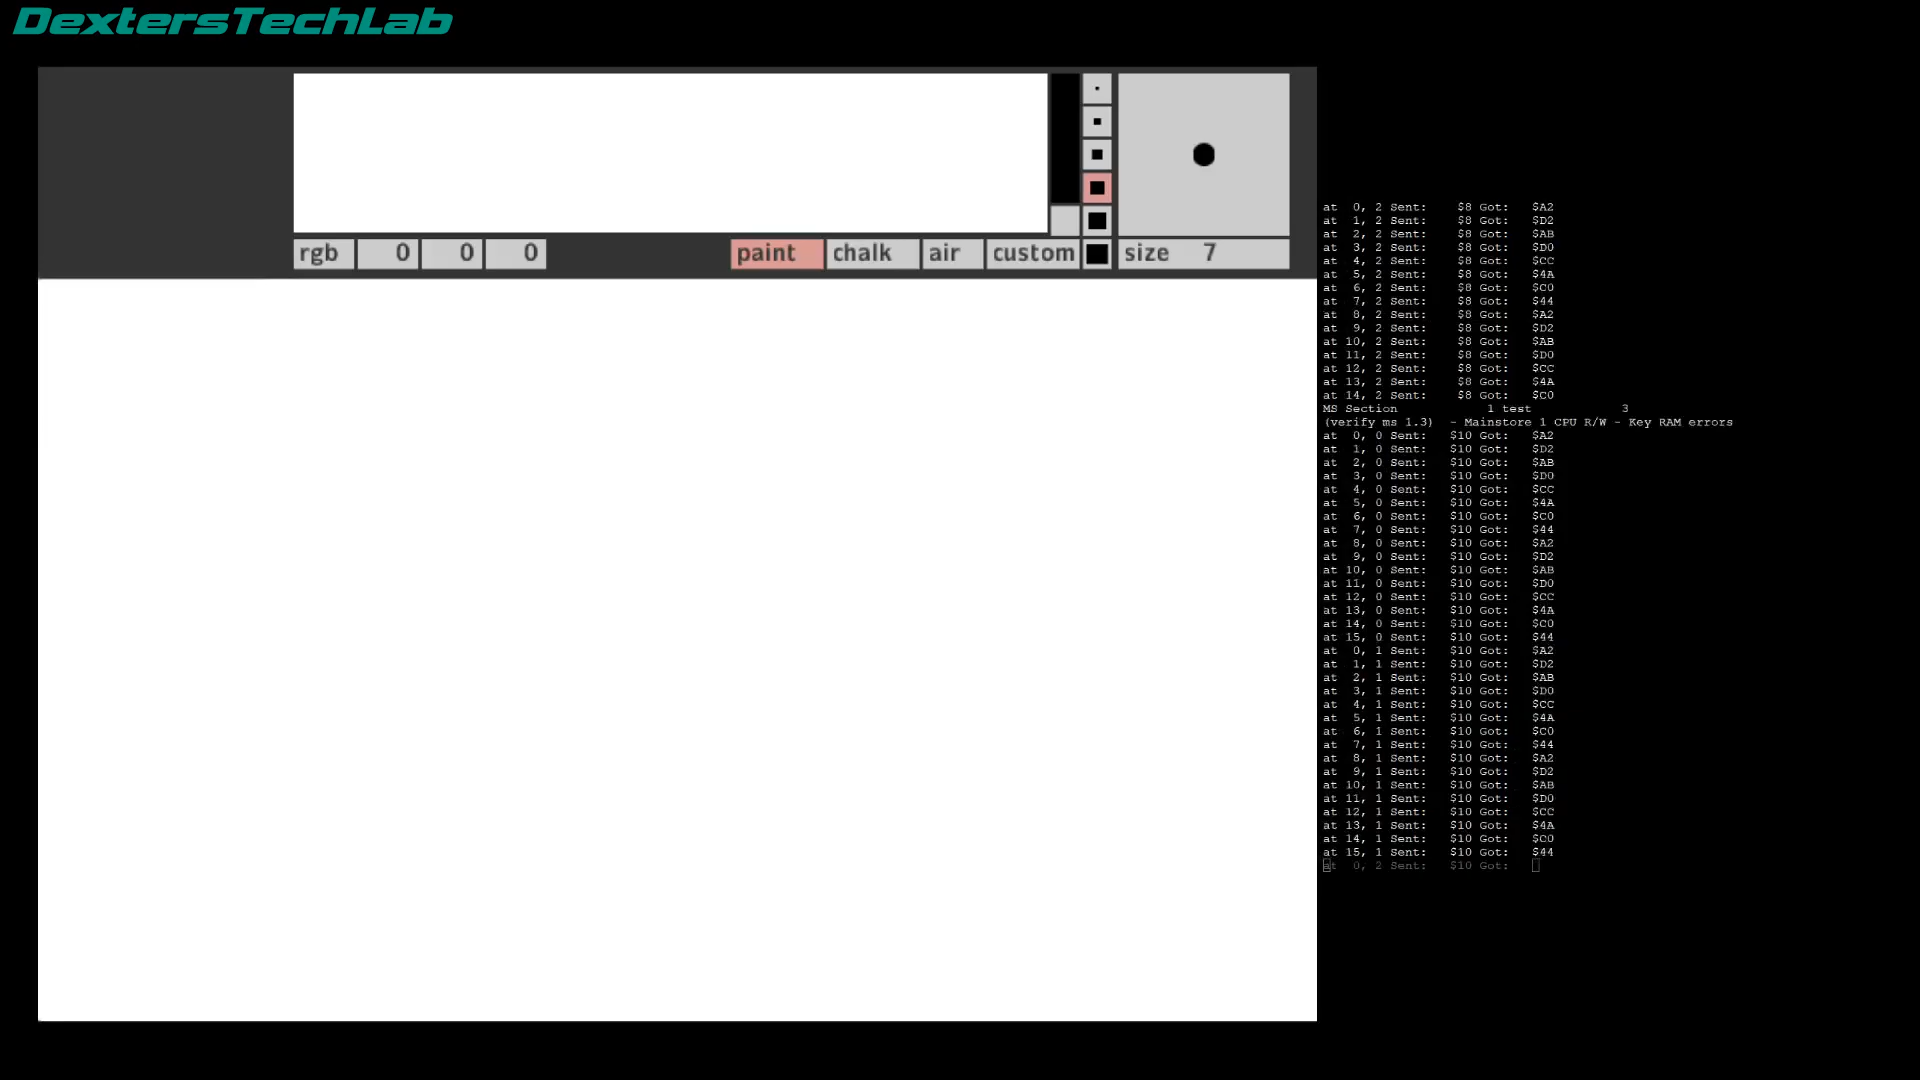 DextersTechLab
rgb 0 0 0 paint chalk air custom size 7
at 0, 2 Sent: $8 Got: $A2
at 1, 2 Sent: $8 Got: $D2
at 2, 2 Sent: $8 Got: $AB
at 3, 2 Sent: $8 Got: $D0
at 4, 2 Sent: $8 Got: $CC
at 5, 2 Sent: $8 Got: $4A
at 6, 2 Sent: $8 Got: $C0
at 7, 2 Sent: $8 Got: $44
at 8, 2 Sent: $8 Got: $A2
at 9, 2 Sent: $8 Got: $D2
at 10, 2 Sent: $8 Got: $AB
at 11, 2 Sent: $8 Got: $D0
at 12, 2 Sent: $8 Got: $CC
at 13, 2 Sent: $8 Got: $4A
at 14, 2 Sent: $8 Got: $C0
MS Section 1 test 3
(verify ms 1.3) - Mainstore 1 CPU R/W - Key RAM errors
at 0, 0 Sent: $10 Got: $A2
at 1, 0 Sent: $10 Got: $D2
at 2, 0 Sent: $10 Got: $AB
at 3, 0 Sent: $10 Got: $D0
at 4, 0 Sent: $10 Got: $CC
at 5, 0 Sent: $10 Got: $4A
at 6, 0 Sent: $10 Got: $C0
at 7, 0 Sent: $10 Got: $44
at 8, 0 Sent: $10 Got: $A2
at 9, 0 Sent: $10 Got: $D2
at 10, 0 Sent: $10 Got: $AB
at 11, 0 Sent: $10 Got: $D0
at 12, 0 Sent: $10 Got: $CC
at 13, 0 Sent: $10 Got: $4A
at 14, 0 Sent: $10 Got: $C0
at 15, 0 Sent: $10 Got: $44
at 0, 1 Sent: $10 Got: $A2
at 1, 1 Sent: $10 Got: $D2
at 2, 1 Sent: $10 Got: $AB
at 3, 1 Sent: $10 Got: $D0
at 4, 1 Sent: $10 Got: $CC
at 5, 1 Sent: $10 Got: $4A
at 6, 1 Sent: $10 Got: $C0
at 7, 1 Sent: $10 Got: $44
at 8, 1 Sent: $10 Got: $A2
at 9, 1 Sent: $10 Got: $D2
at 10, 1 Sent: $10 Got: $AB
at 11, 1 Sent: $10 Got: $D0
at 12, 1 Sent: $10 Got: $CC
at 13, 1 Sent: $10 Got: $4A
at 14, 1 Sent: $10 Got: $C0
at 15, 1 Sent: $10 Got: $44
at 0, 2 Sent: $10 Got: